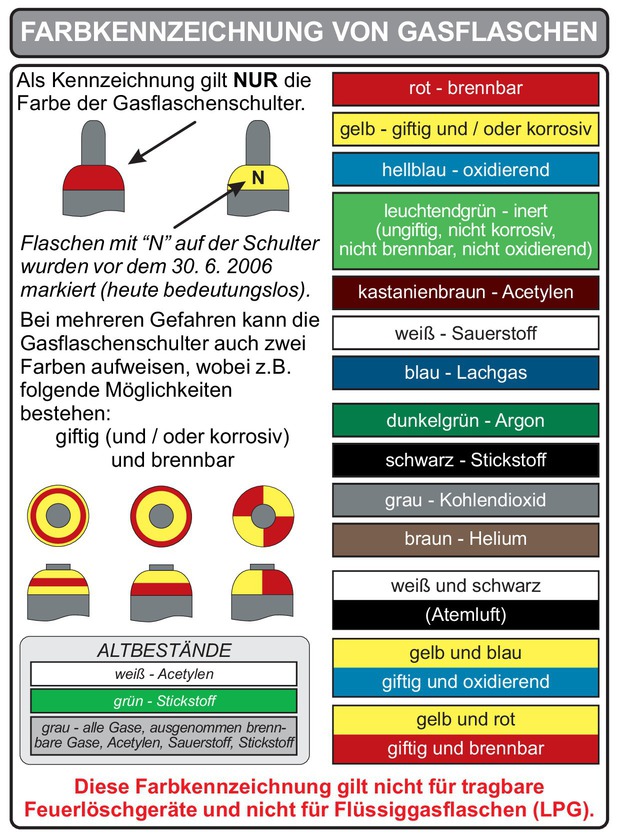 FARBKENNZEICHNUNG VON GASFLASCHEN
Als Kennzeichnung gilt NUR die
Farbe der Gasflaschenschulter.
N
Flaschen mit “N” auf der Schulter
wurden vor dem 30. 6. 2006
markiert (heute bedeutungslos).
Bei mehreren Gefahren kann die
Gasflaschenschulter auch zwei
Farben aufweisen, wobei z.B.
folgende Möglichkeiten
bestehen:
giftig (und / oder korrosiv)
und brennbar
ALTBESTÄNDE
weiß - Acetylen
grün - Stickstoff
grau - alle Gase, ausgenommen brenn-
bare Gase, Acetylen, Sauerstoff, Stickstoff
rot - brennbar
gelb - giftig und / oder korrosiv
hellblau - oxidierend
leuchtendgrün - inert
(ungiftig, nicht korrosiv,
nicht brennbar, nicht oxidierend)
kastanienbraun - Acetylen
weiß - Sauerstoff
blau - Lachgas
dunkelgrün - Argon
schwarz - Stickstoff
grau - Kohlendioxid
braun - Helium
weiß und schwarz
(Atemluft)
gelb und blau
giftig und oxidierend
gelb und rot
giftig und brennbar
Diese Farbkennzeichnung gilt nicht für tragbare
Feuerlöschgeräte und nicht für Flüssiggasflaschen (LPG).